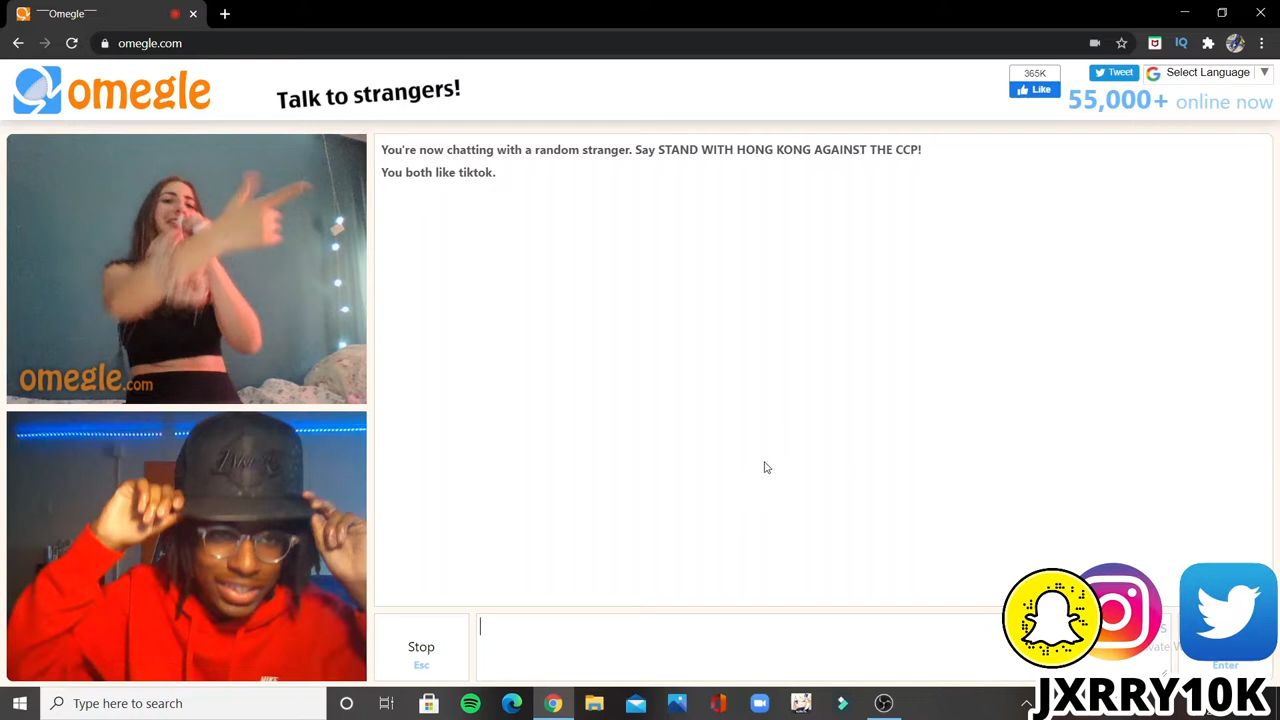 Omegle
omegle.com
omegle
Talk to strangers!
365K
Like
Tweet
Select Language
55,000+ online now
You're now chatting with a random stranger. Say STAND WITH HONG KONG AGAINST THE CCP!
You both like tiktok.
omegle.com
NIKE
Stop
Esc
Enter
Type here to search
JXRRY10K